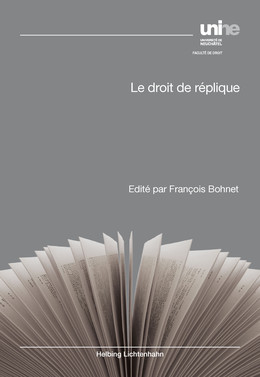 unine
UNIVERSITÉ DE
NEUCHÂTEL
FACULTÉ DE DROIT
Le droit de réplique
Edité par François Bohnet
Helbing Lichtenhahn